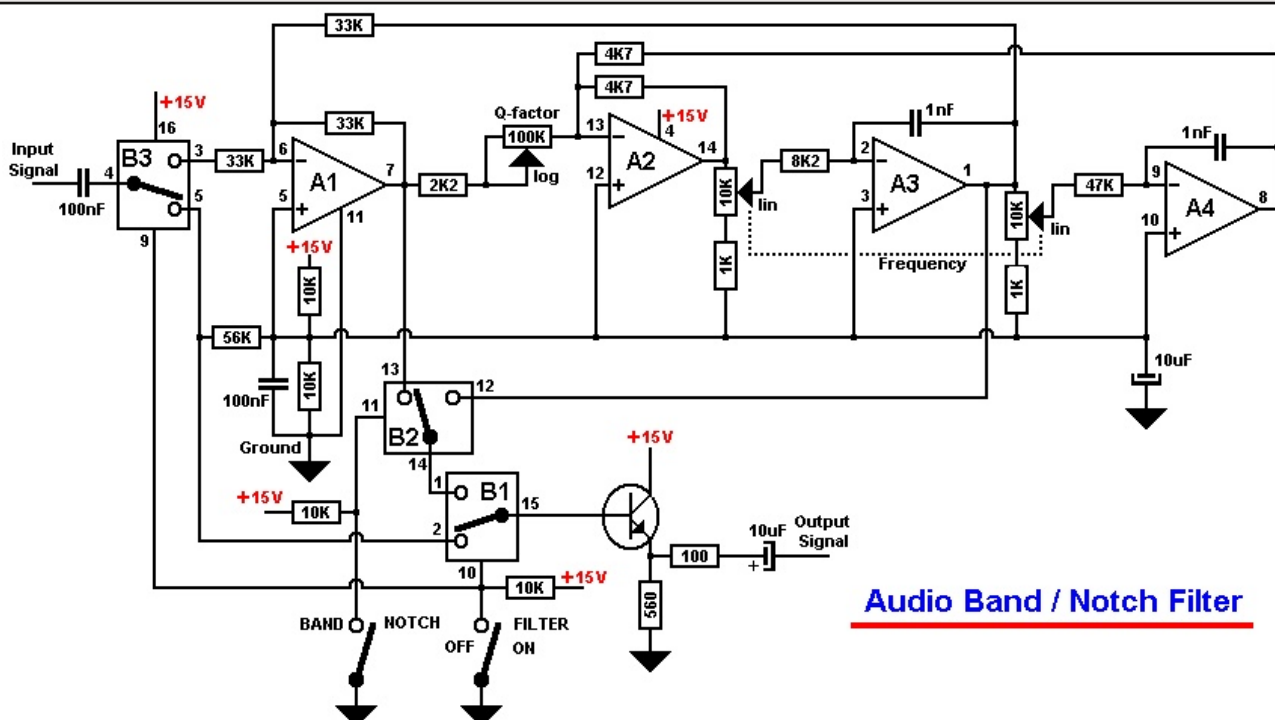 33K
4K7
+15V
33K
Q-factor
4K7
+15V
1nF
1nF
16
Input
Signal
B3
3
33K
6
A1
7
100K
13
A2
4
14
2
A3
1
9
A4
8
4
5
5
11
2K2
log
12
10K
8K2
lin
3
10K
47K
lin
10
100nF
9
+15V
10K
1K
Frequency
1K
56K
10K
100nF
13
12
10uF
11
B2
Ground
14
+15V
+15V
10K
1
B1
15
2
10uF
Output
Signal
100
+
10
10K
+15V
560
Audio Band / Notch Filter
BAND
NOTCH
OFF
FILTER
ON